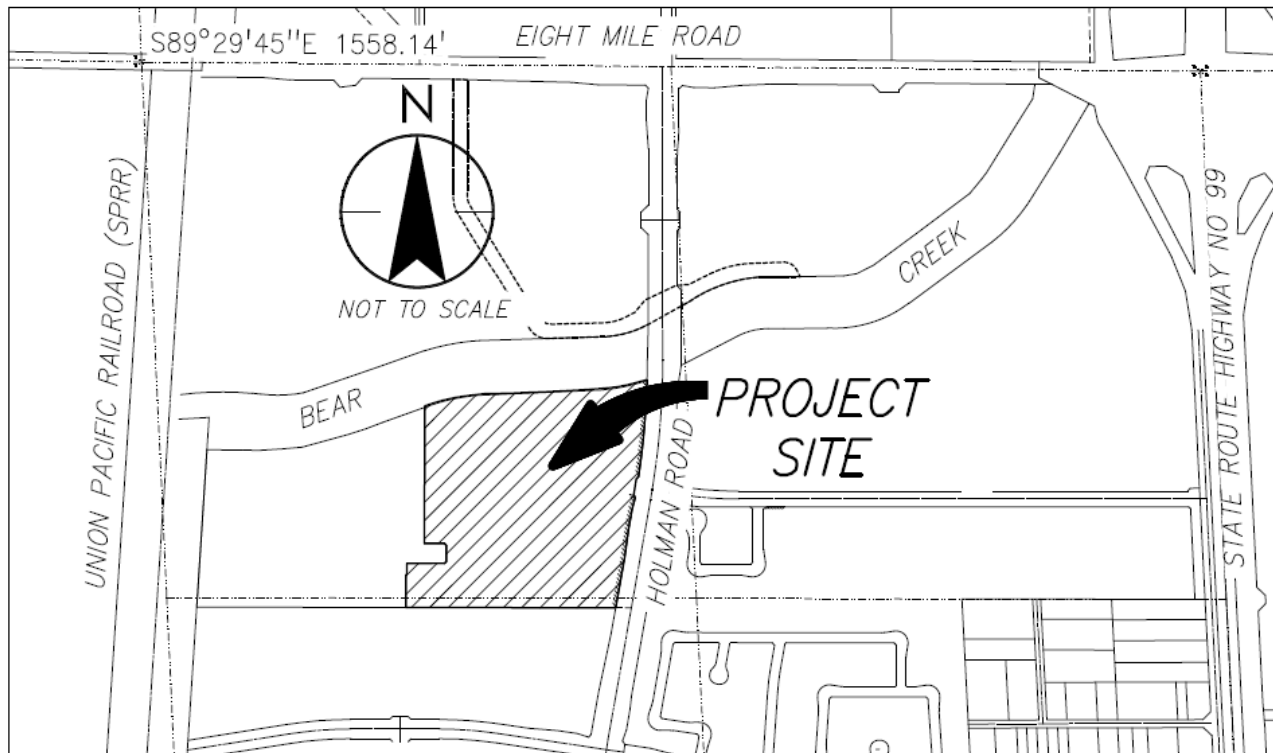 S89°29'45"E 1558.14'
EIGHT MILE ROAD
N
NOT TO SCALE
UNION PACIFIC RAILROAD (SPRR)
BEAR
CREEK
PROJECT
SITE
HOLMAN ROAD
STATE ROUTE HIGHWAY NO 99